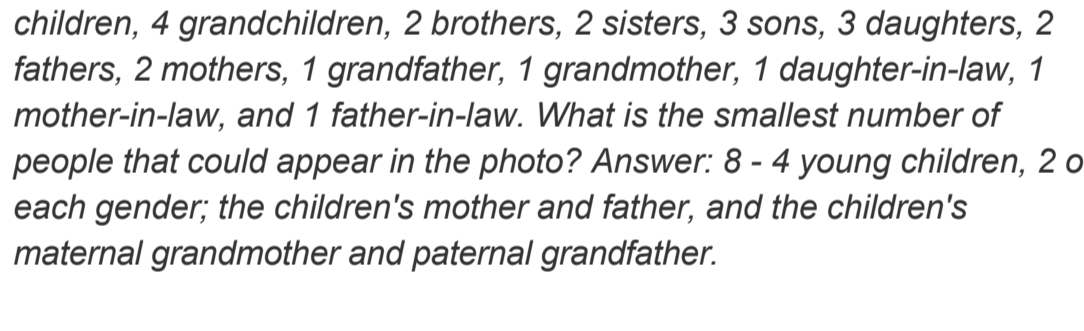 children, 4 grandchildren, 2 brothers, 2 sisters, 3 sons, 3 daughters, 2
fathers, 2 mothers, 1 grandfather, 1 grandmother, 1 daughter-in-law, 1
mother-in-law, and 1 father-in-law. What is the smallest number of
people that could appear in the photo? Answer: 8 - 4 young children, 2 o
each gender; the children's mother and father, and the children's
maternal grandmother and paternal grandfather.